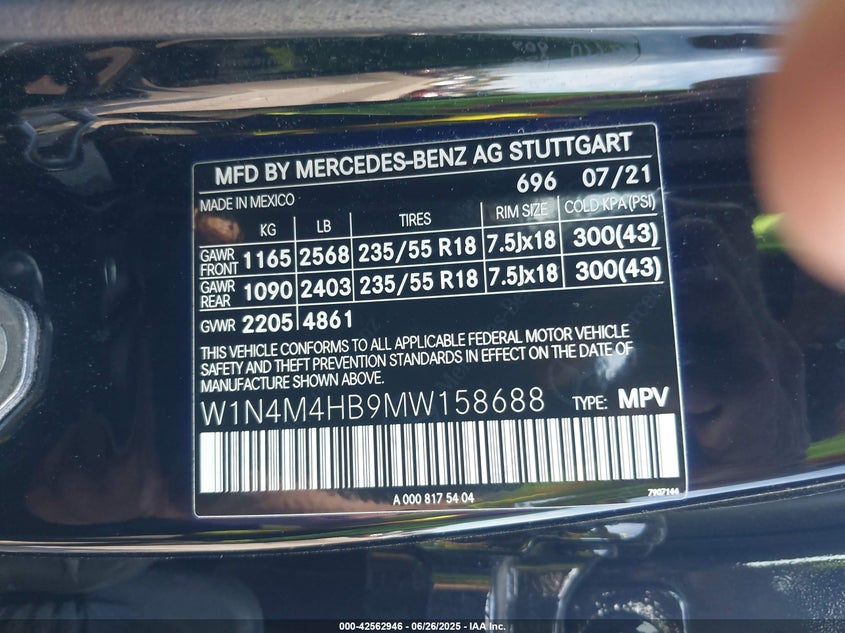 MFD BY MERCEDES-BENZ AG STUTTGART
696 07/21
MADE IN MEXICO
KG LB TIRES RIM SIZE COLD KPA(PSI)
GAWR FRONT 1165 2568 235/55 R18 7.5Jx18 300(43)
GAWR REAR 1090 2403 235/55 R18 7.5Jx18 300(43)
GVWR 2205 4861
THIS VEHICLE CONFORMS TO ALL APPLICABLE FEDERAL MOTOR VEHICLE
SAFETY AND THEFT PREVENTION STANDARDS IN EFFECT ON THE DATE OF
MANUFACTURE SHOWN ABOVE.
W1N4M4HB9MW158688 TYPE: MPV
A 000 817 54 04
7907144
000-42562946 - 06/26/2025 - IAA Inc.